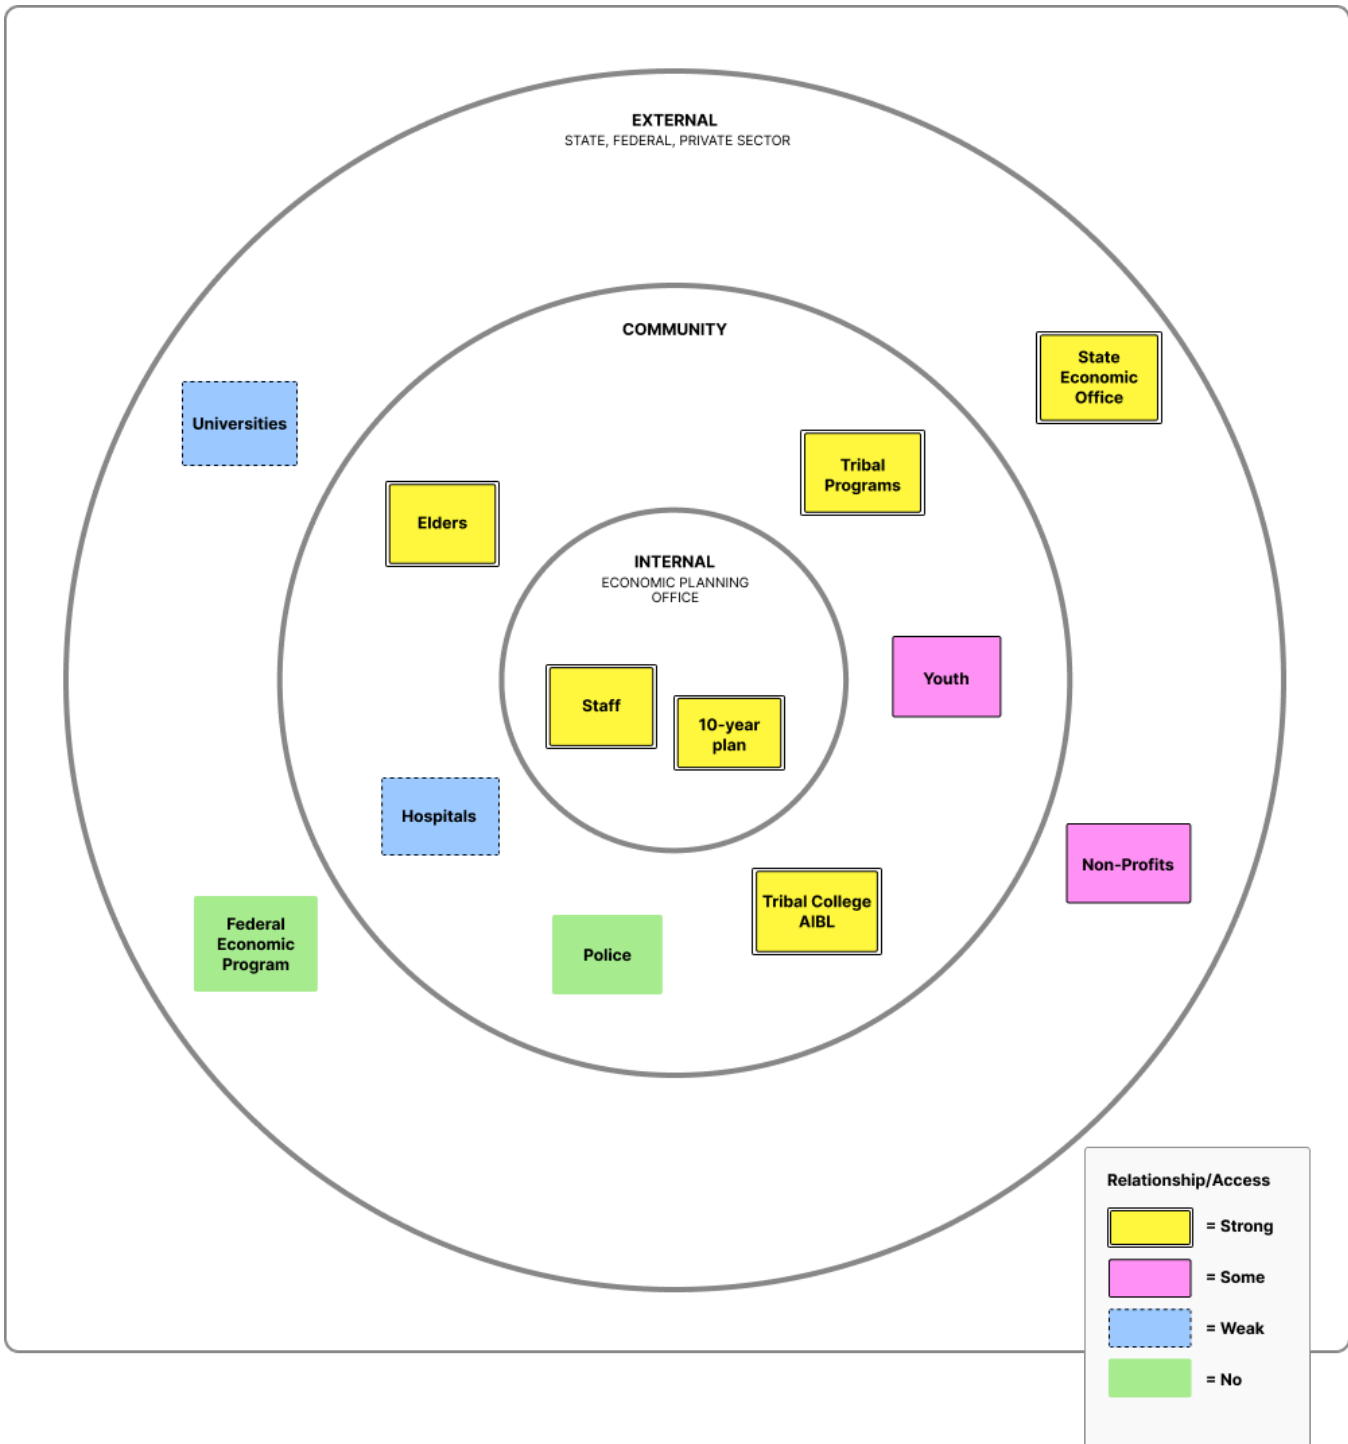 EXTERNAL
STATE, FEDERAL, PRIVATE SECTOR
COMMUNITY
State
Economic
Office
Universities
Tribal
Programs
Elders
INTERNAL
ECONOMIC PLANNING
OFFICE
Youth
Staff
10-year
plan
Hospitals
Non-Profits
Tribal College
AIBL
Federal
Economic
Program
Police
Relationship/Access
= Strong
= Some
= Weak
= No